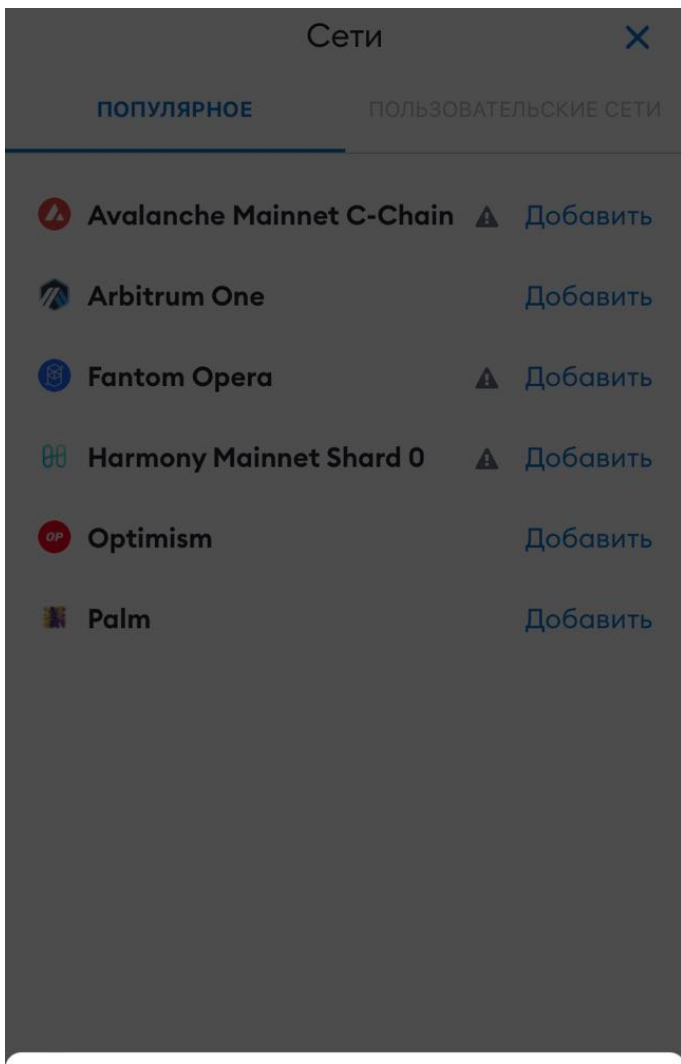 Сети
ПОПУЛЯРНОЕ ПОЛЬЗОВАТЕЛЬСКИЕ СЕТИ
Avalanche Mainnet C-Chain Добавить
Arbitrum One Добавить
Fantom Opera Добавить
Harmony Mainnet Shard 0 Добавить
OP Optimism Добавить
Palm Добавить